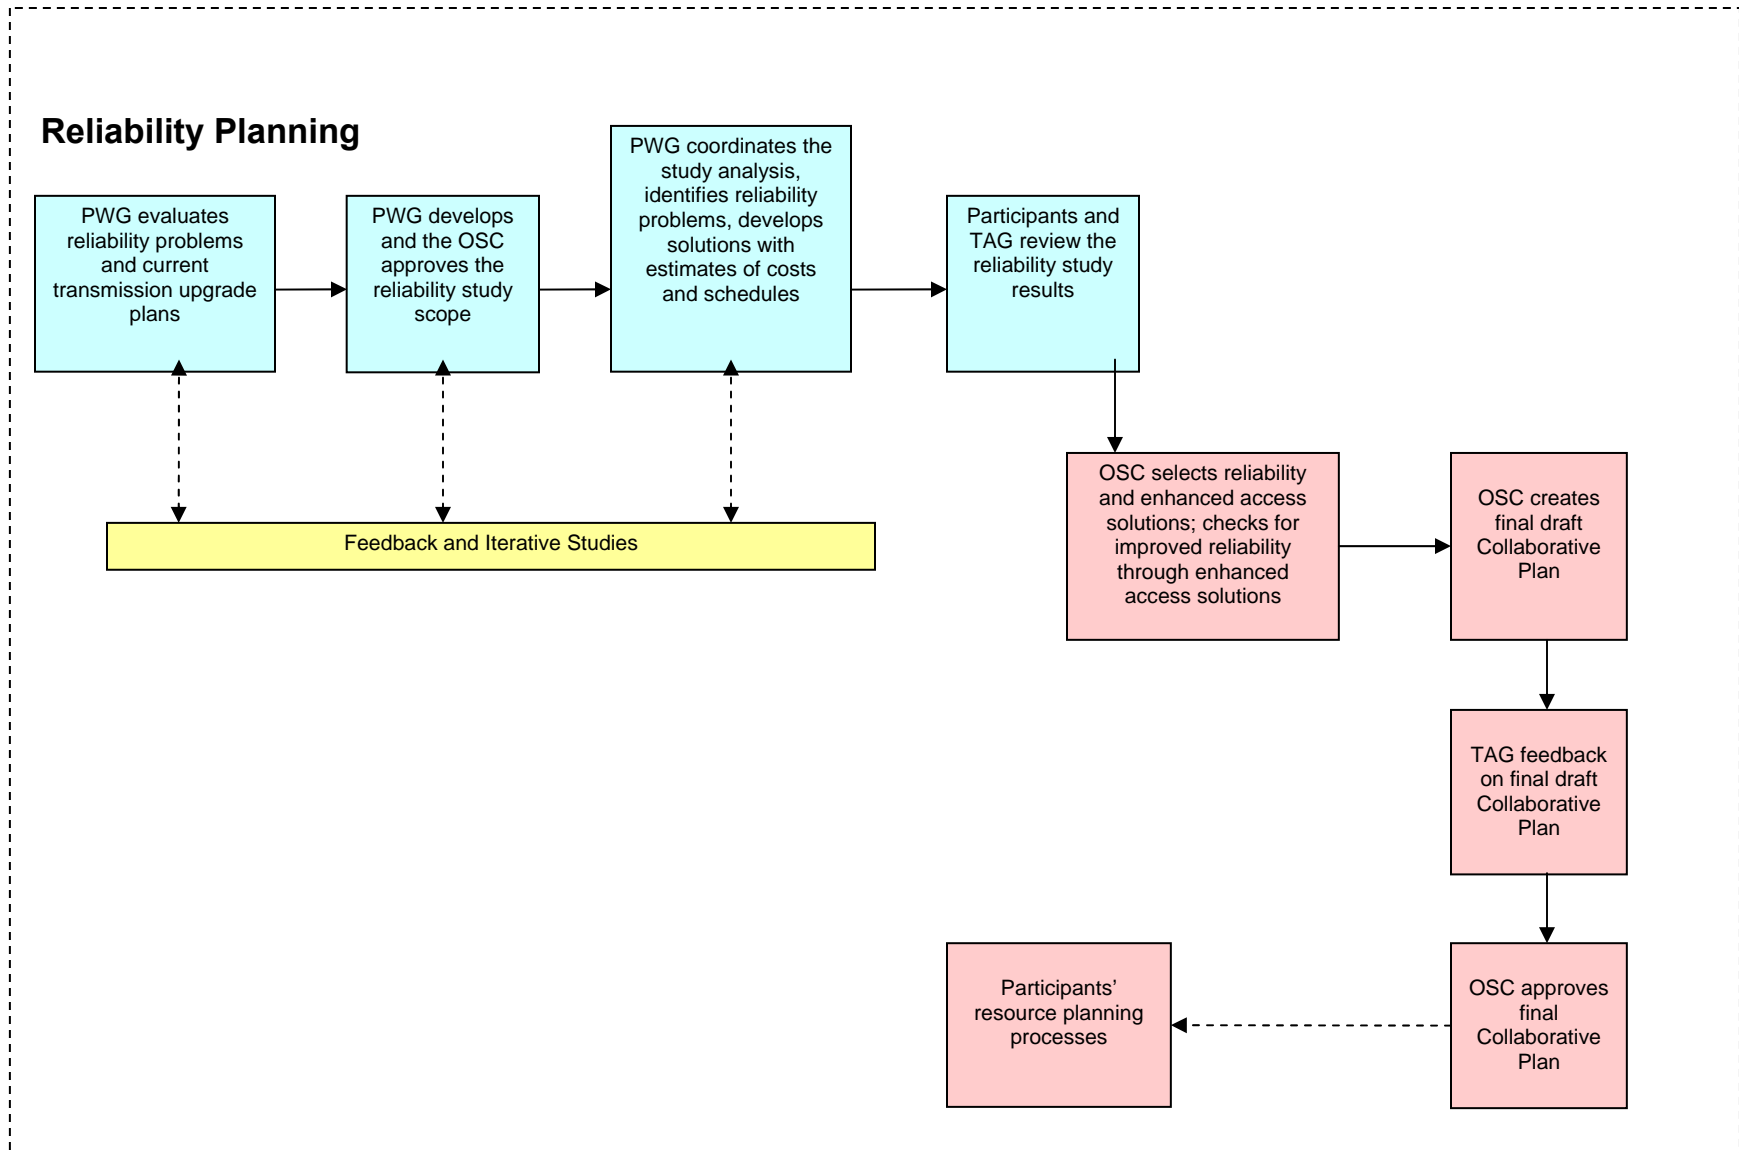 Reliability Planning
PWG evaluates
reliability problems
and current
transmission upgrade
plans
PWG develops
and the OSC
approves the
reliability study
scope
PWG coordinates the
study analysis,
identifies reliability
problems, develops
solutions with
estimates of costs
and schedules
Participants and
TAG review the
reliability study
results
Feedback and Iterative Studies
OSC selects reliability
and enhanced access
solutions; checks for
improved reliability
through enhanced
access solutions
OSC creates
final draft
Collaborative
Plan
TAG feedback
on final draft
Collaborative
Plan
OSC approves
final
Collaborative
Plan
Participants’
resource planning
processes